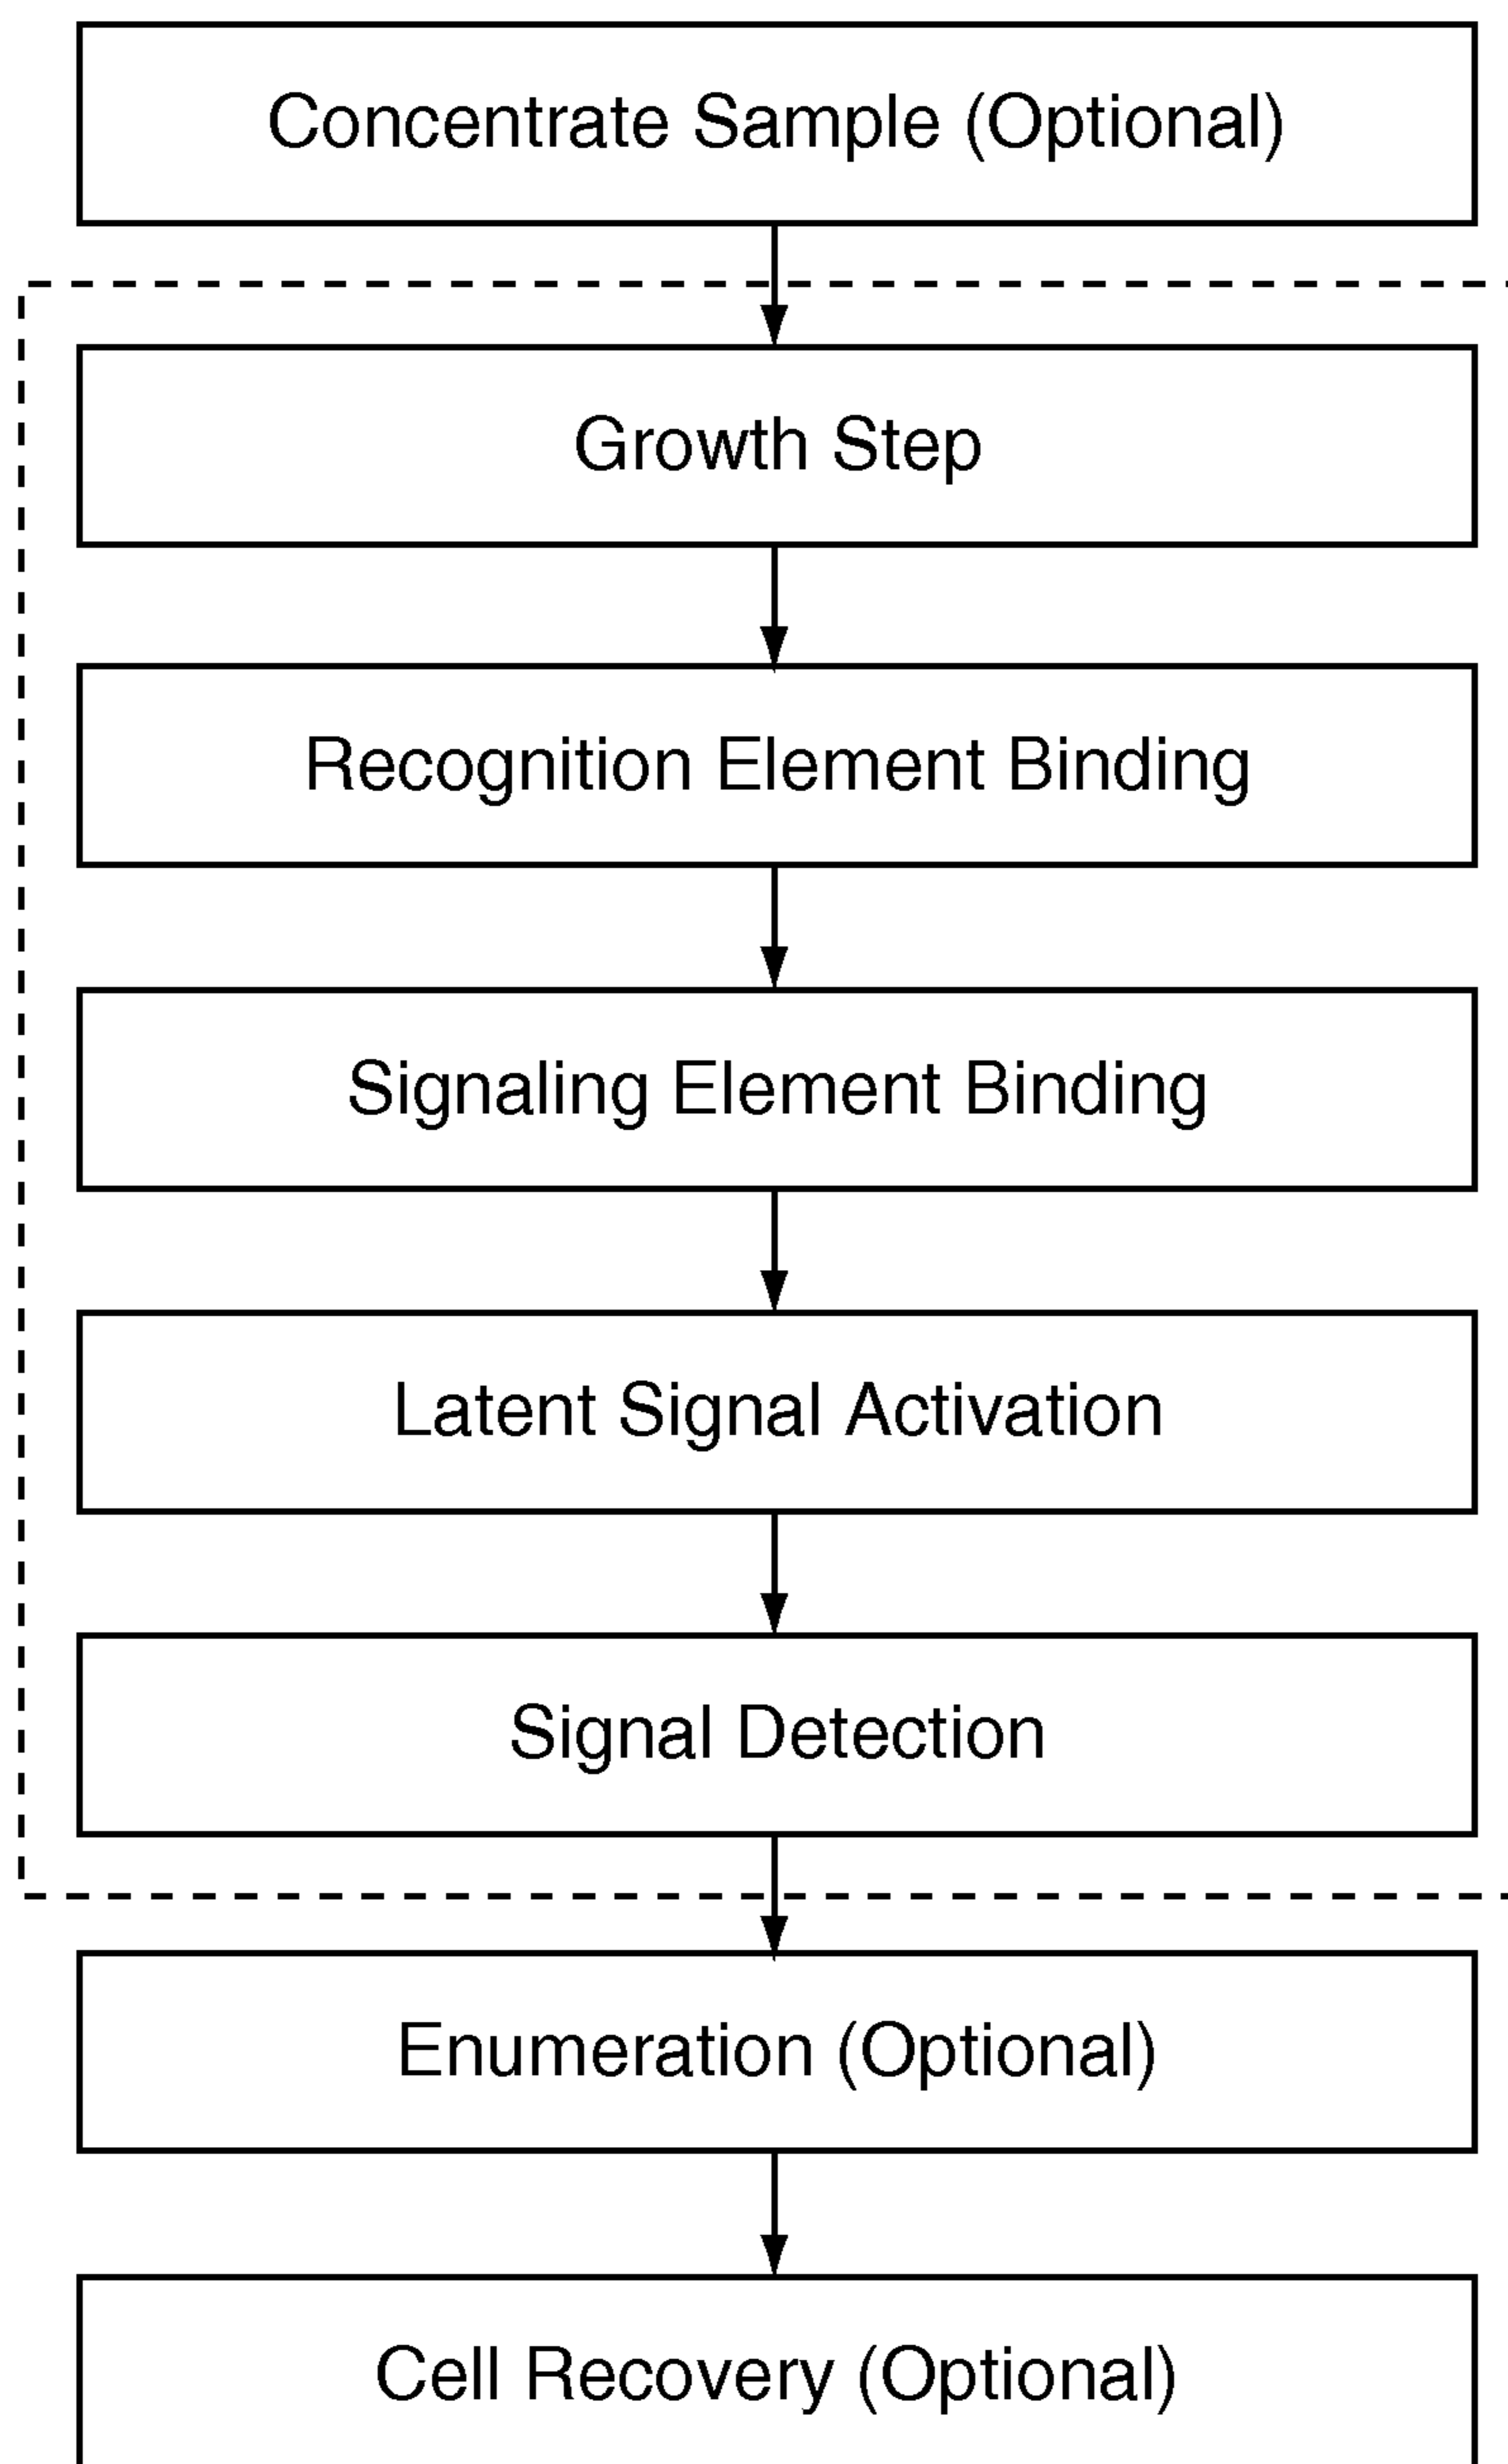 Concentrate Sample (Optional)
Growth Step
Recognition Element Binding
Signaling Element Binding
Latent Signal Activation
Signal Detection
Enumeration (Optional)
Cell Recovery (Optional)